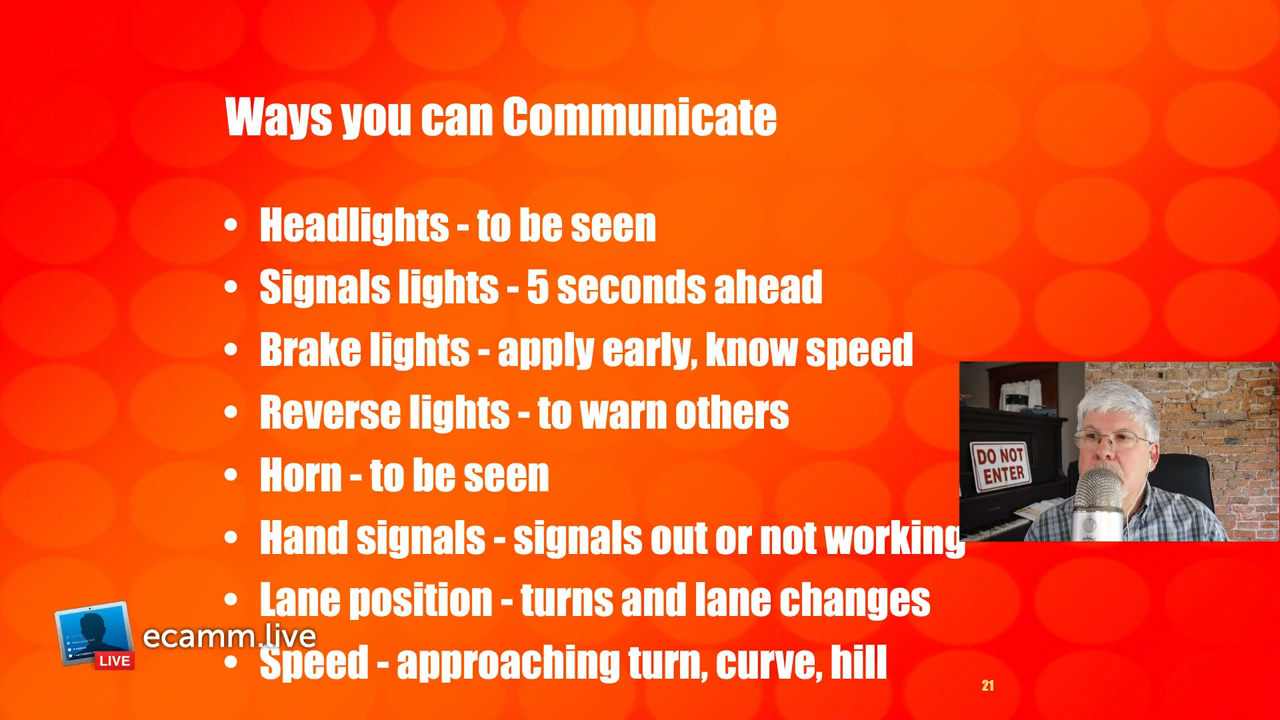 Ways you can Communicate
• Headlights - to be seen
• Signals lights - 5 seconds ahead
• Brake lights - apply early, know speed
• Reverse lights - to warn others
• Horn - to be seen
• Hand signals - signals out or not working
• Lane position - turns and lane changes
• Speed - approaching turn, curve, hill
DO NOT
ENTER
ecamm.live
LIVE
21